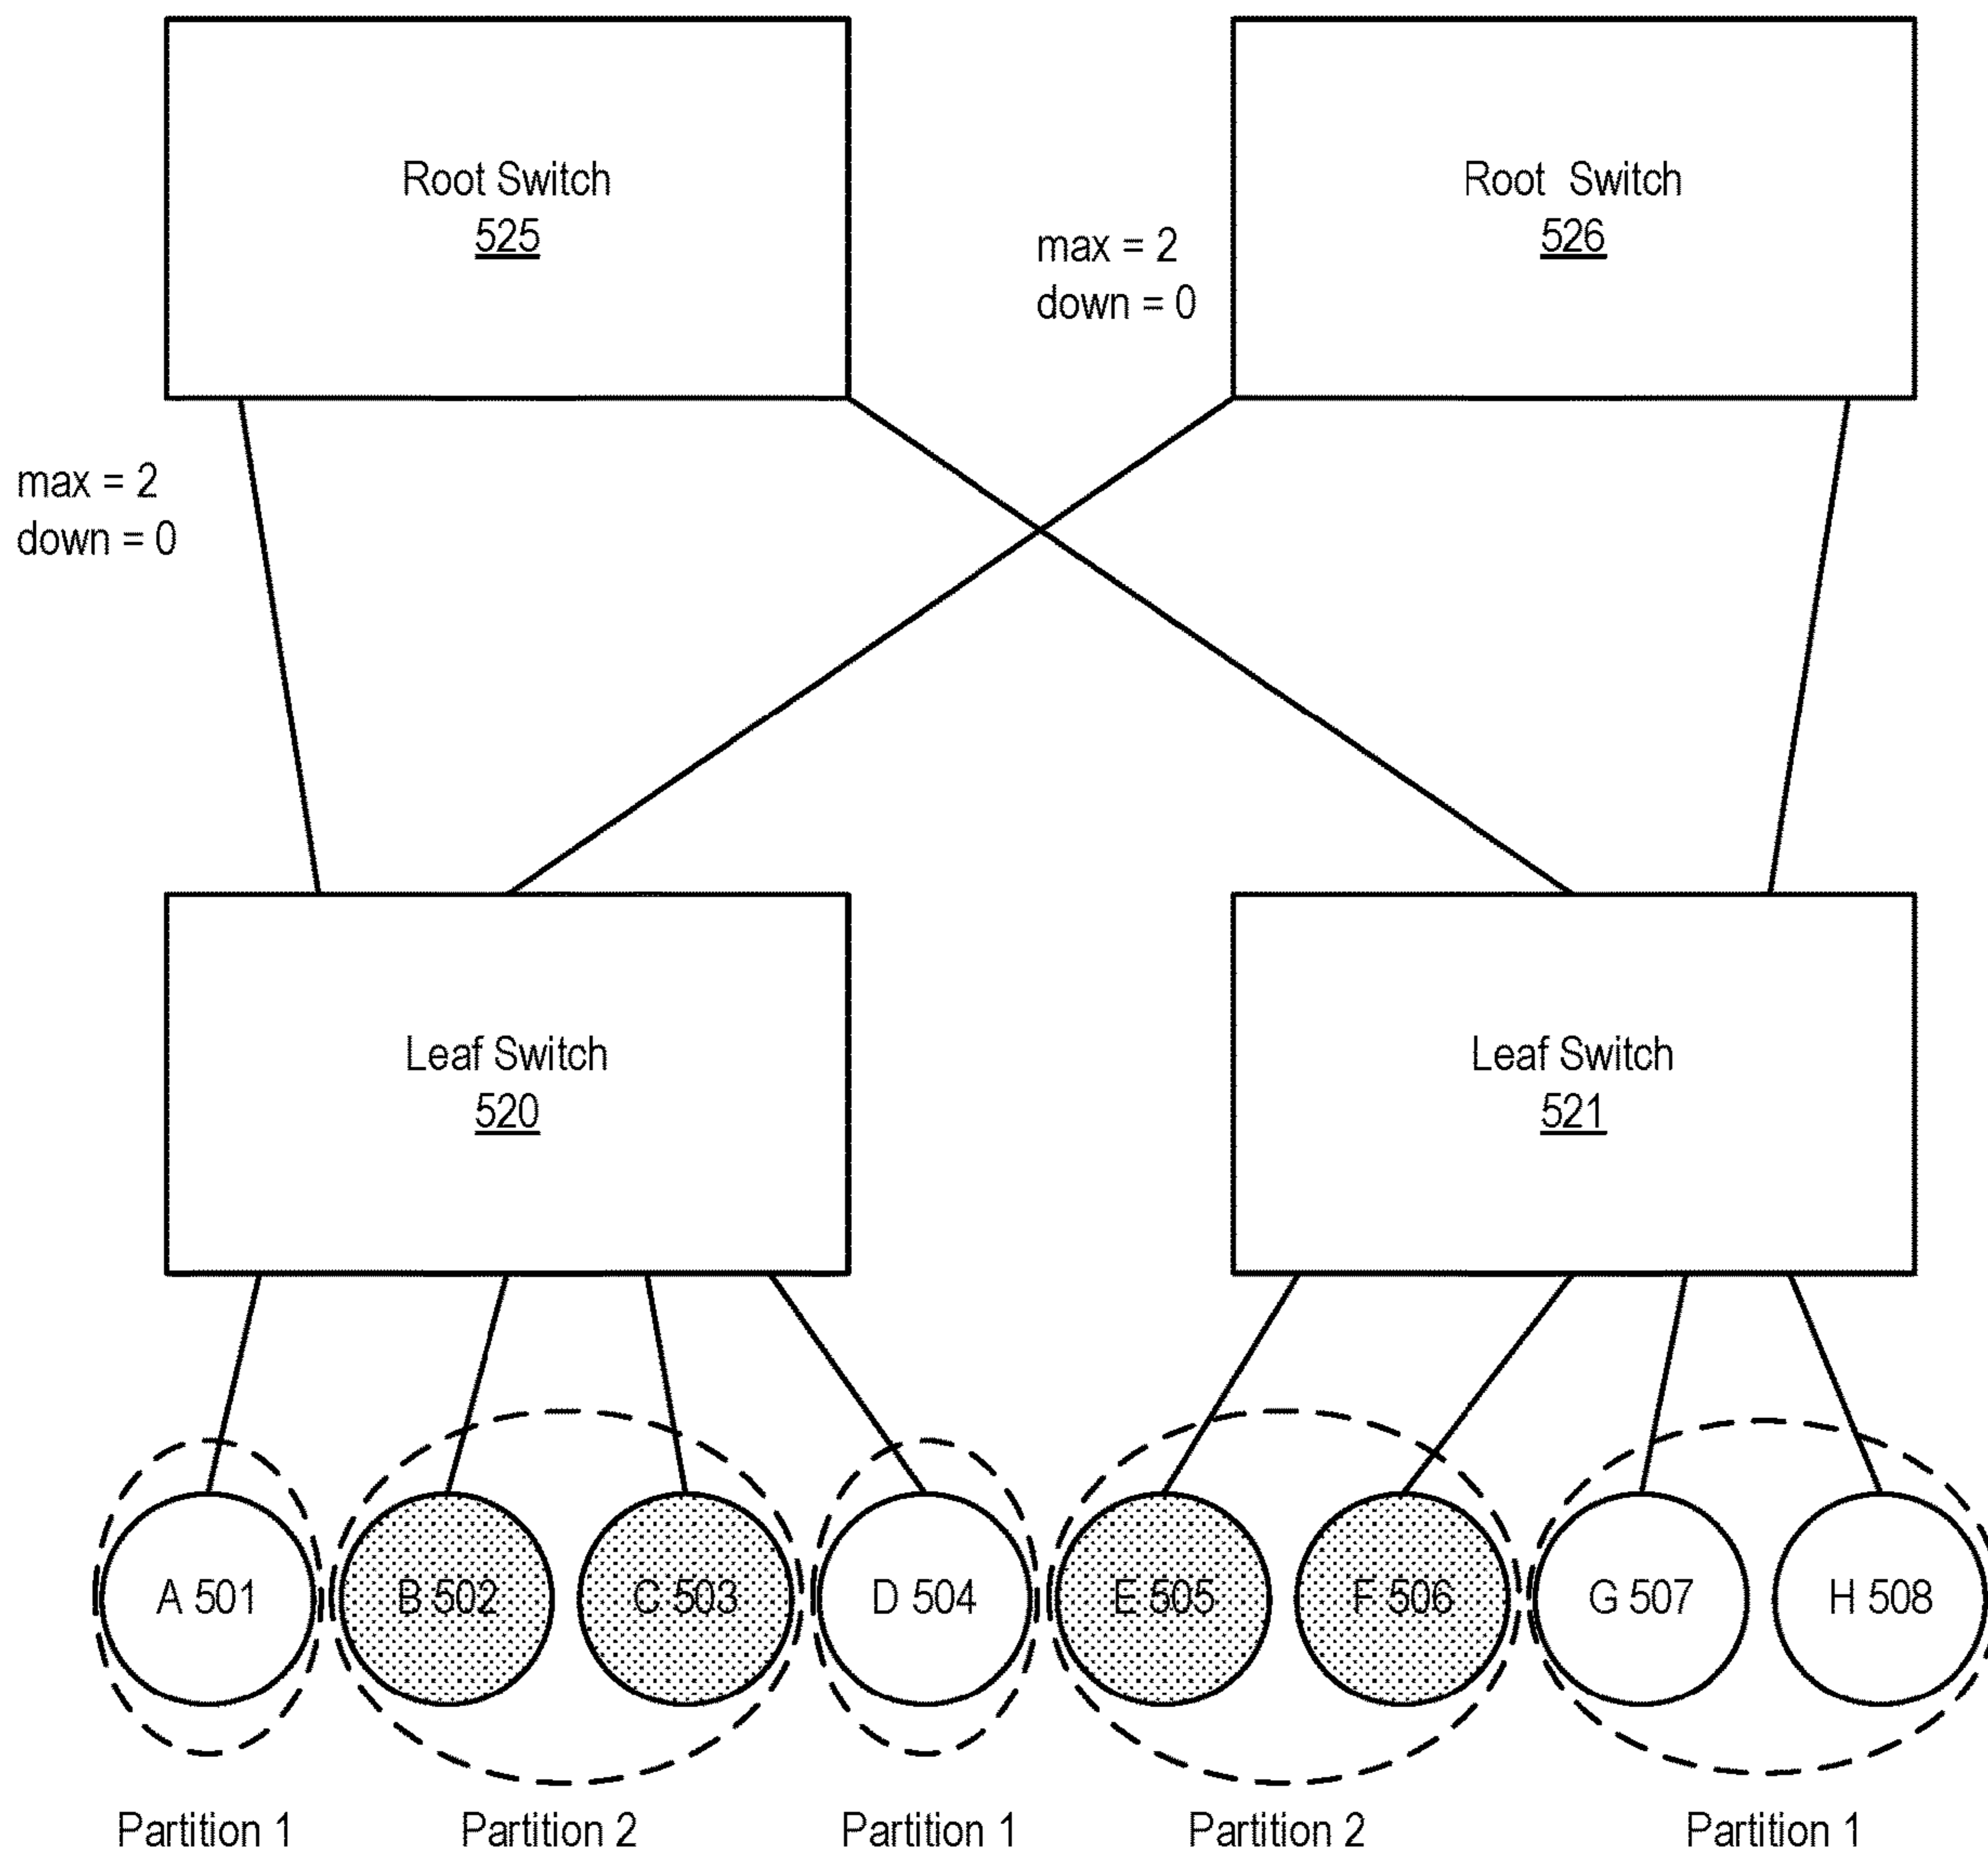 Root Switch
525
Root Switch
526
max = 2
down = 0
max = 2
down = 0
Leaf Switch
520
Leaf Switch
521
A 501
B 502
C 503
D 504
E 505
F 506
G 507
H 508
Partition 1
Partition 2
Partition 1
Partition 2
Partition 1